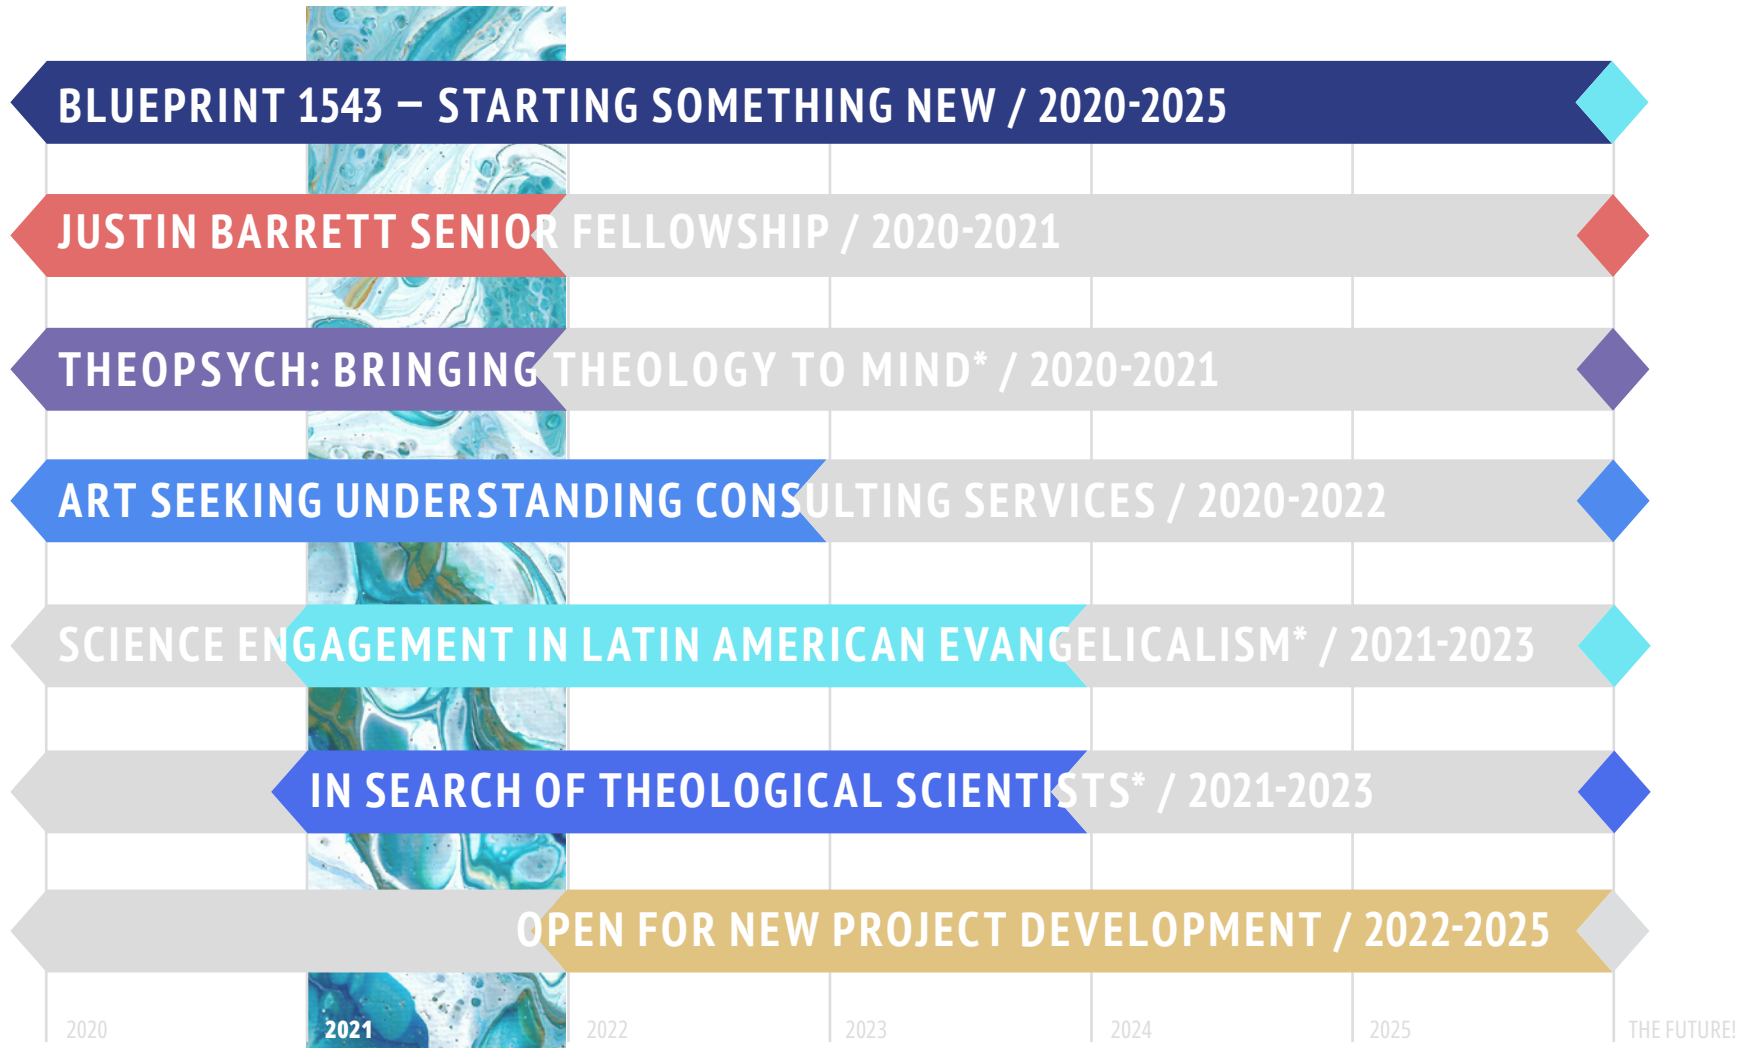 BLUEPRINT 1543 — STARTING SOMETHING NEW / 2020-2025
JUSTIN BARRETT SENIOR FELLOWSHIP / 2020-2021
THEOPSYCH: BRINGING THEOLOGY TO MIND* / 2020-2021
ART SEEKING UNDERSTANDING CONSULTING SERVICES / 2020-2022
SCIENCE ENGAGEMENT IN LATIN AMERICAN EVANGELICALISM* / 2021-2023
IN SEARCH OF THEOLOGICAL SCIENTISTS* / 2021-2023
OPEN FOR NEW PROJECT DEVELOPMENT / 2022-2025
2020 2021 2022 2023 2024 2025 THE FUTURE!